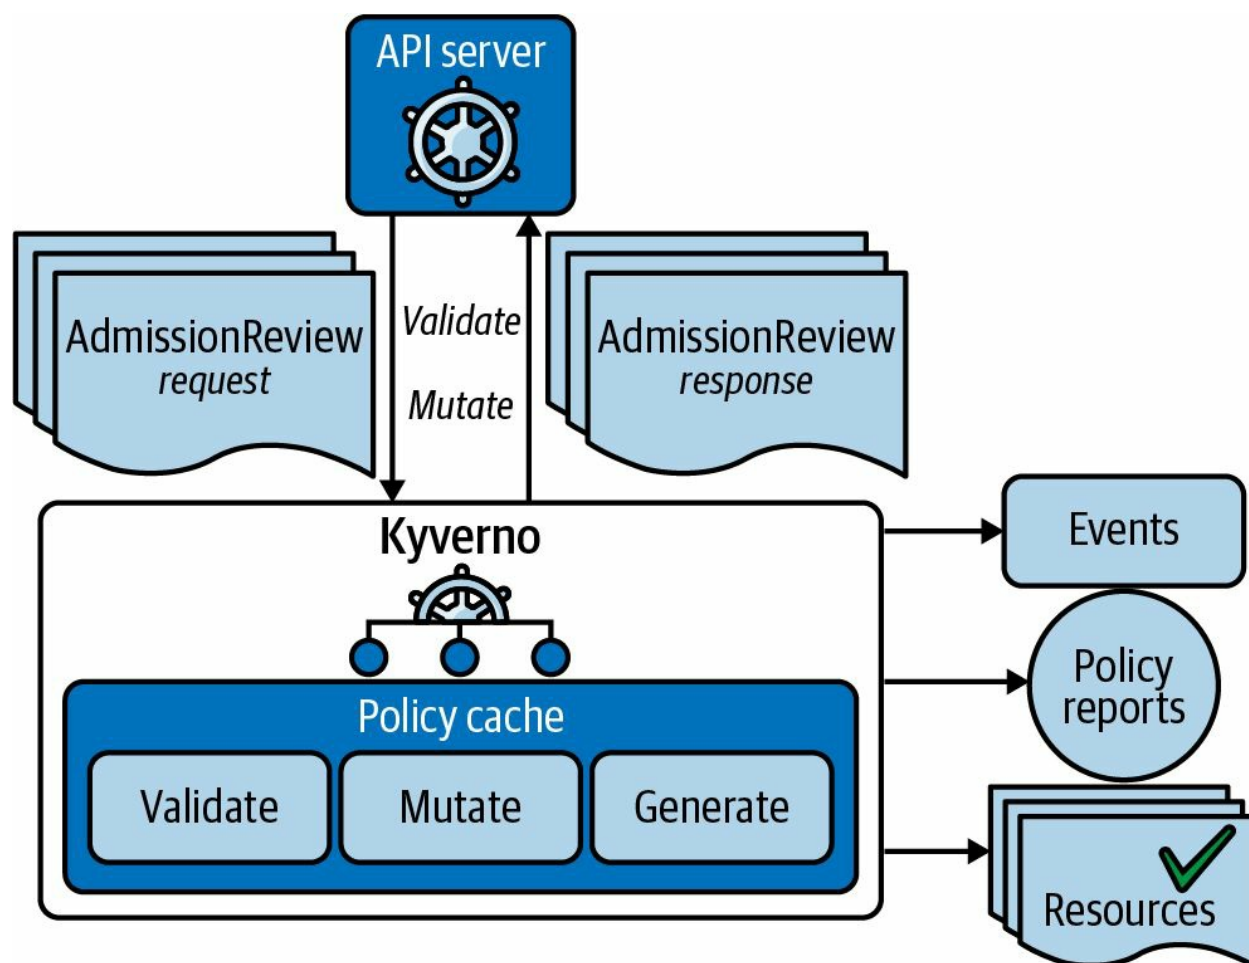 API server
AdmissionReview
request
Validate
Mutate
AdmissionReview
response
Kyverno
Events
Policy cache
Policy
reports
Validate
Mutate
Generate
Resources